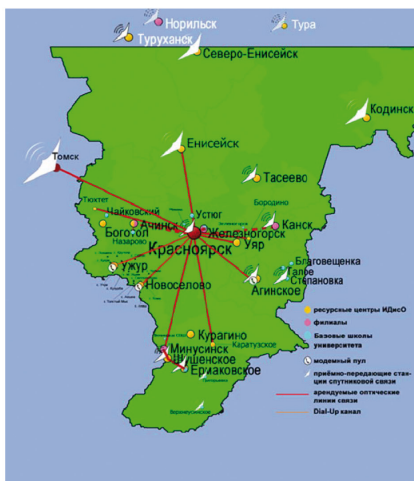 Норильск
Тура
Туруханск
Северо-Енисейск
Кодинск
Енисейск
Томск
Тасеево
Тюхтет
Бородино
Чайковский
Устюг
Ачинск
Боготол
Железногорск
Канск
Назарово
Красноярск
Уяр
Ужур
Благовещенка
Талое
Степановка
Новоселово
Агинское
Курагино
Каратузское
Минусинск
Шушенское
Ермаковское
Верхнеусинское
ресурсные центры ИДисО
филиалы
Базовые школы
университета
модемный пул
приёмно-передающие стан-
ции спутниковой связи
арендуемые оптические
линии связи
Dial-Up канал